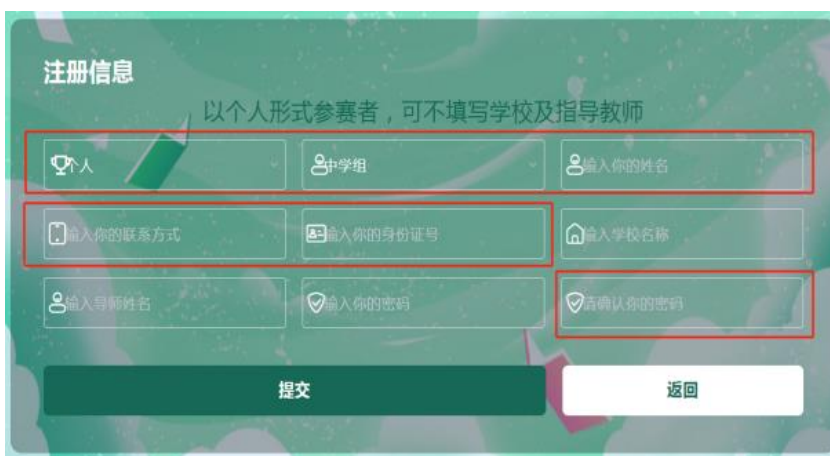 注册信息
以个人形式参赛者，可不填写学校及指导教师
个人 中学组 输入你的姓名
输入你的联系方式 输入你的身份证号 输入学校名称
输入导师姓名 输入你的密码 请确认你的密码
提交 返回